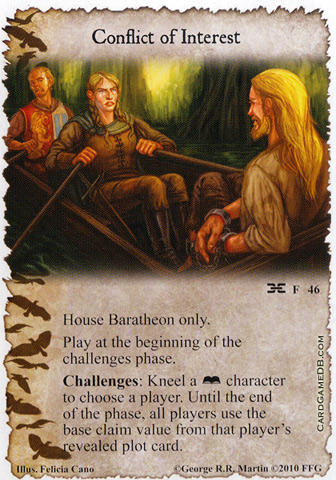 Conflict of Interest
F 46
House Baratheon only.
Play at the beginning of the
challenges phase.
Challenges: Kneel a character
to choose a player. Until the end
of the phase, all players use the
base claim value from that player's
revealed plot card.
CARDGAMEDB.COM
Illus. Felicia Cano ©George R.R. Martin ©2010 FFG